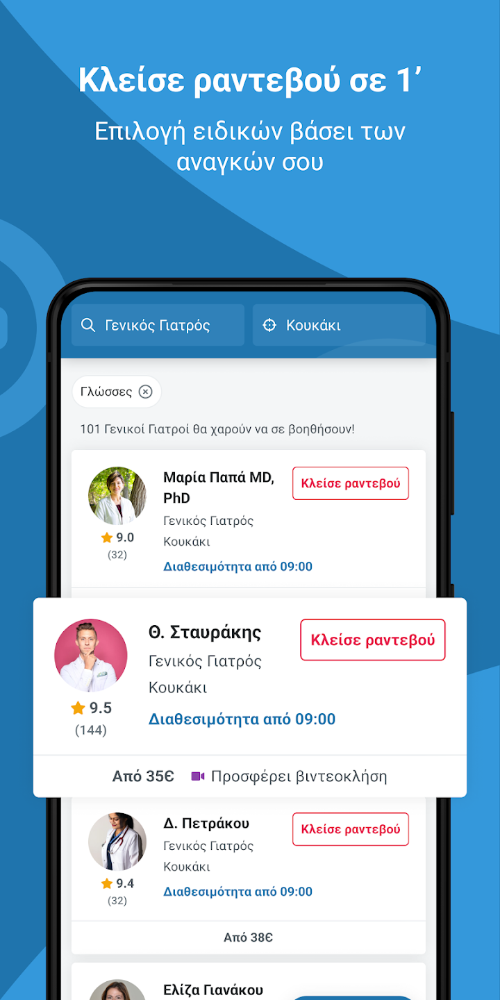 Κλείσε ραντεβού σε 1’
Επιλογή ειδικών βάσει των
αναγκών σου
Γενικός Γιατρός
Κουκάκι
Γλώσσες
101 Γενικοί Γιατροί θα χαρούν να σε βοηθήσουν!
Μαρία Παπά MD,
PhD
Κλείσε ραντεβού
Γενικός Γιατρός
Κουκάκι
9.0
(32)
Διαθεσιμότητα από 09:00
Θ. Σταυράκης
Κλείσε ραντεβού
Γενικός Γιατρός
Κουκάκι
9.5
(144)
Διαθεσιμότητα από 09:00
Από 35€
Προσφέρει βιντεοκλήση
Δ. Πετράκου
Κλείσε ραντεβού
Γενικός Γιατρός
Κουκάκι
9.4
(32)
Διαθεσιμότητα από 09:00
Από 38€
Ελίζα Γιανάκου